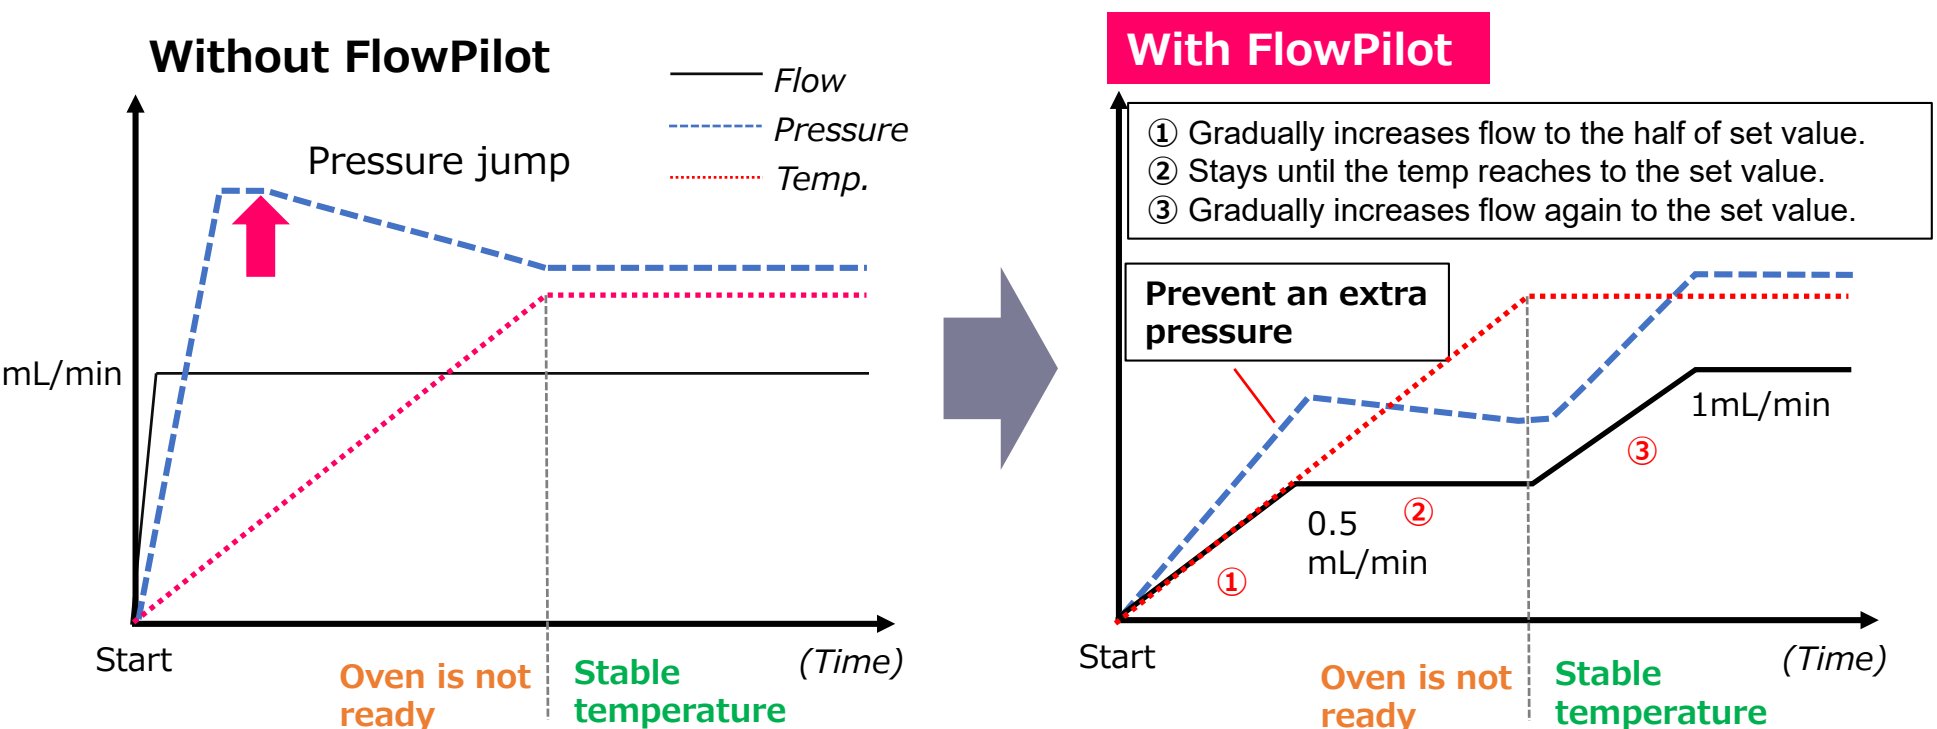 Without FlowPilot
Flow
Pressure
Temp.
Pressure jump
mL/min
Start
(Time)
Oven is not
ready
Stable
temperature
With FlowPilot
① Gradually increases flow to the half of set value.
② Stays until the temp reaches to the set value.
③ Gradually increases flow again to the set value.
Prevent an extra
pressure
1mL/min
③
②
0.5
mL/min
①
Start
(Time)
Oven is not
ready
Stable
temperature